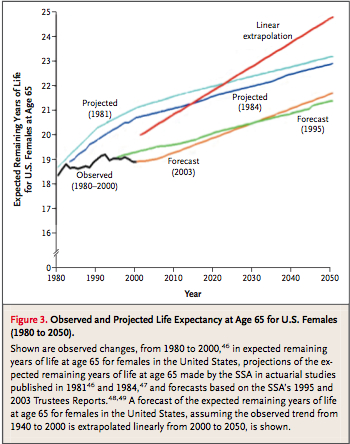 25
24
23
22
21
20
19
18
17
16
0
Expected Remaining Years of Life
for U.S. Females at Age 65
Linear
extrapolation
Projected
(1981)
Projected
(1984)
Forecast
(1995)
Observed
(1980–2000)
Forecast
(2003)
1980 1990 2000 2010 2020 2030 2040 2050
Year
Figure 3. Observed and Projected Life Expectancy at Age 65 for U.S. Females
(1980 to 2050).
Shown are observed changes, from 1980 to 2000,46 in expected remaining
years of life at age 65 for females in the United States, projections of the ex-
pected remaining years of life at age 65 made by the SSA in actuarial studies
published in 198146 and 1984,47 and forecasts based on the SSA's 1995 and
2003 Trustees Reports.48,49 A forecast of the expected remaining years of life
at age 65 for females in the United States, assuming the observed trend from
1940 to 2000 is extrapolated linearly from 2000 to 2050, is shown.